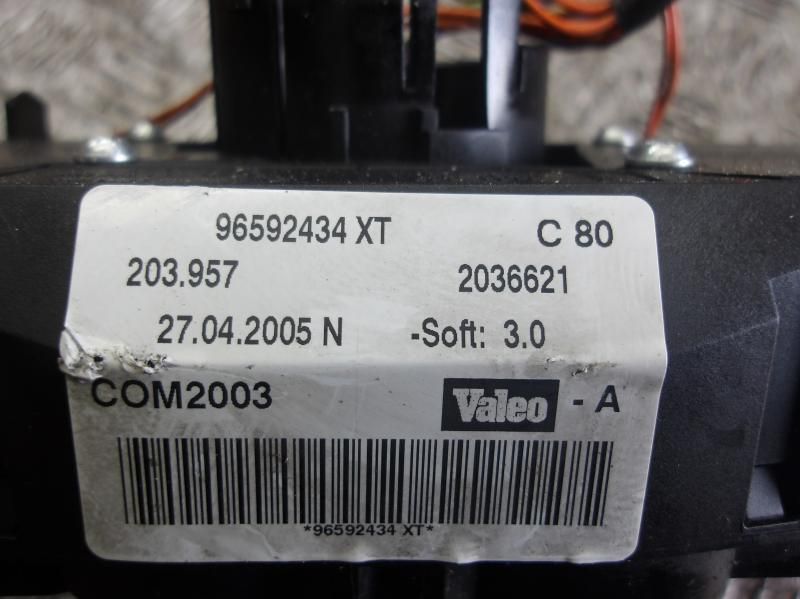 96592434 XT C 80
203.957 2036621
27.04.2005 N -Soft: 3.0
COM2003 Valeo - A
*96592434 XT*